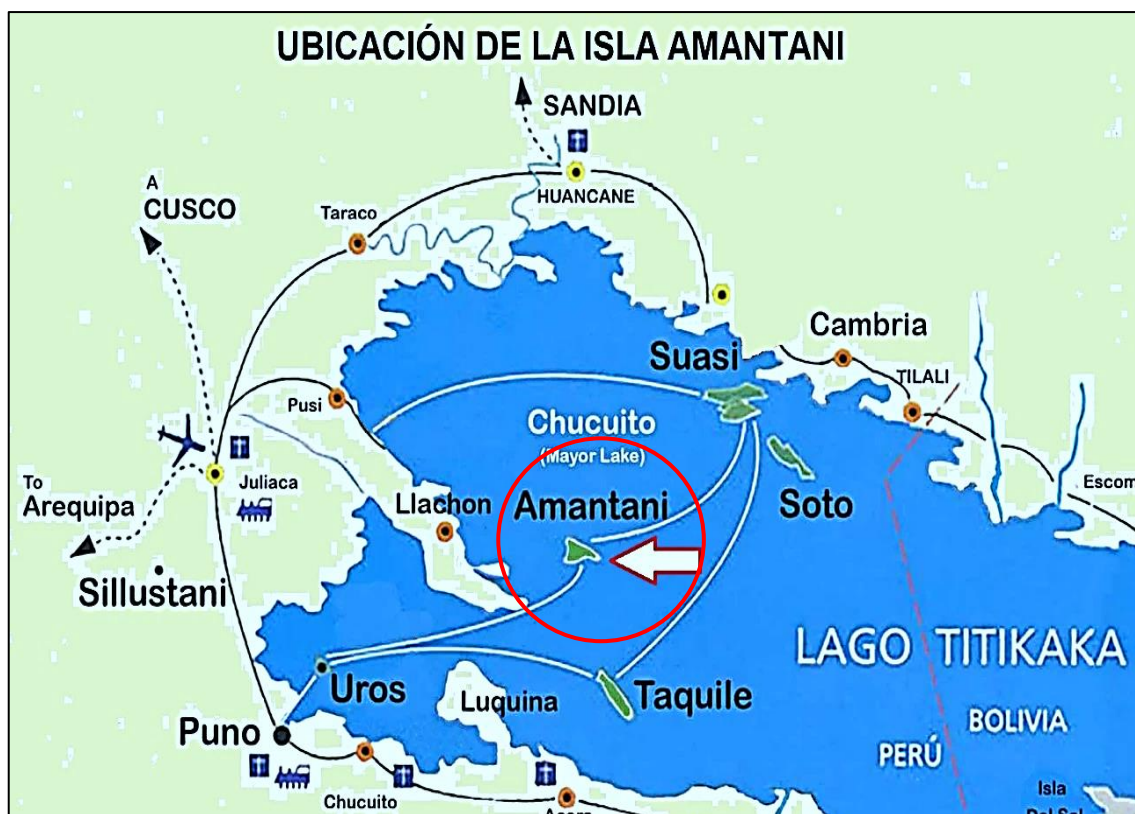 UBICACIÓN DE LA ISLA AMANTANI
SANDIA
HUANCANE
A
CUSCO
Taraco
Cambria
Suasi
TILALI
Pusi
Chucuito
(Mayor Lake)
To
Arequipa
Juliaca
Llachon
Amantani
Soto
Escom
Sillustani
LAGO TITIKAKA
Uros
Luquina
Taquile
Puno
BOLIVIA
PERÚ
Chucuito
Isla